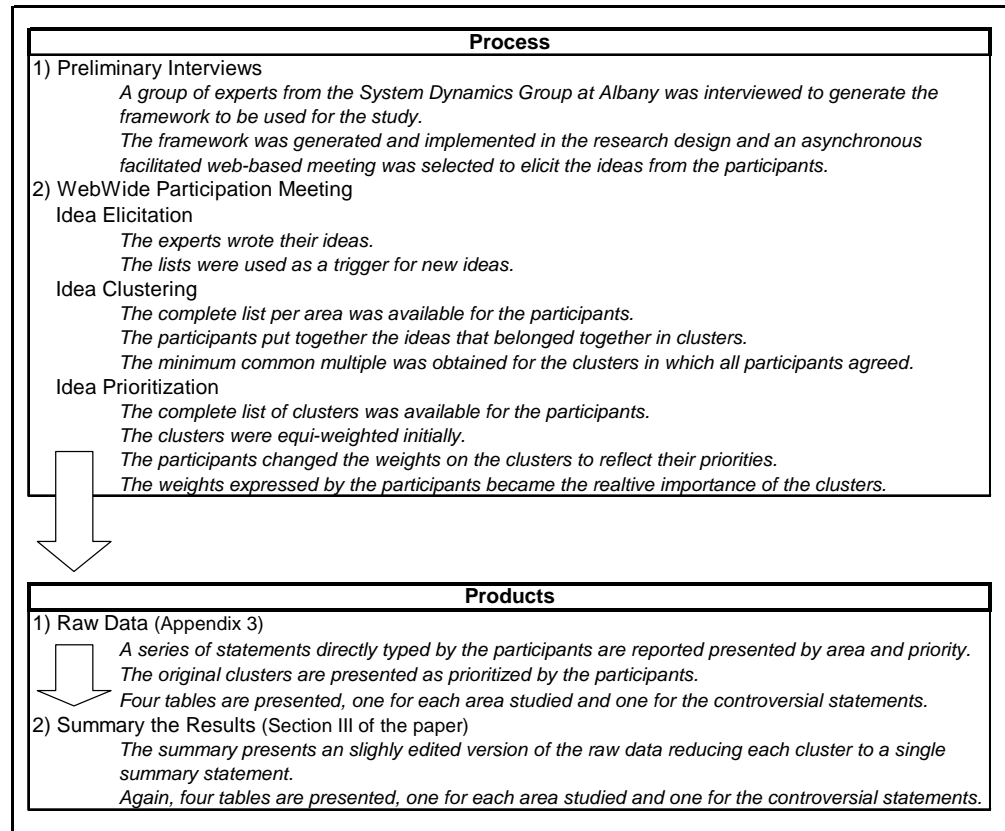 Process
1) Preliminary Interviews
A group of experts from the System Dynamics Group at Albany was interviewed to generate the
framework to be used for the study.
The framework was generated and implemented in the research design and an asynchronous
facilitated web-based meeting was selected to elicit the ideas from the participants.
2) WebWide Participation Meeting
Idea Elicitation
The experts wrote their ideas.
The lists were used as a trigger for new ideas.
Idea Clustering
The complete list per area was available for the participants.
The participants put together the ideas that belonged together in clusters.
The minimum common multiple was obtained for the clusters in which all participants agreed.
Idea Prioritization
The complete list of clusters was available for the participants.
The clusters were equi-weighted initially.
The participants changed the weights on the clusters to reflect their priorities.
The weights expressed by the participants became the realtive importance of the clusters.
Products
1) Raw Data (Appendix 3)
A series of statements directly typed by the participants are reported presented by area and priority.
The original clusters are presented as prioritized by the participants.
Four tables are presented, one for each area studied and one for the controversial statements.
2) Summary the Results (Section III of the paper)
The summary presents an slighly edited version of the raw data reducing each cluster to a single
summary statement.
Again, four tables are presented, one for each area studied and one for the controversial statements.